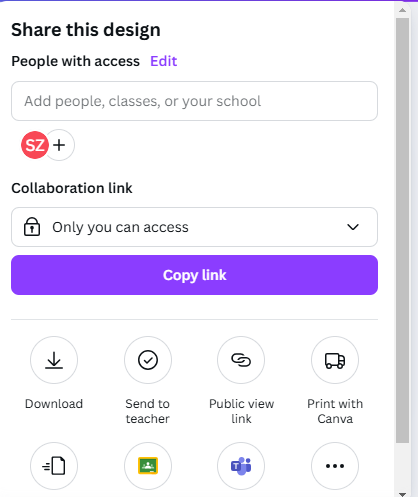 Share this design
People with access Edit
Add people, classes, or your school
SZ
Collaboration link
Only you can access
Copy link
Download
Send to
teacher
Public view
link
Print with
Canva